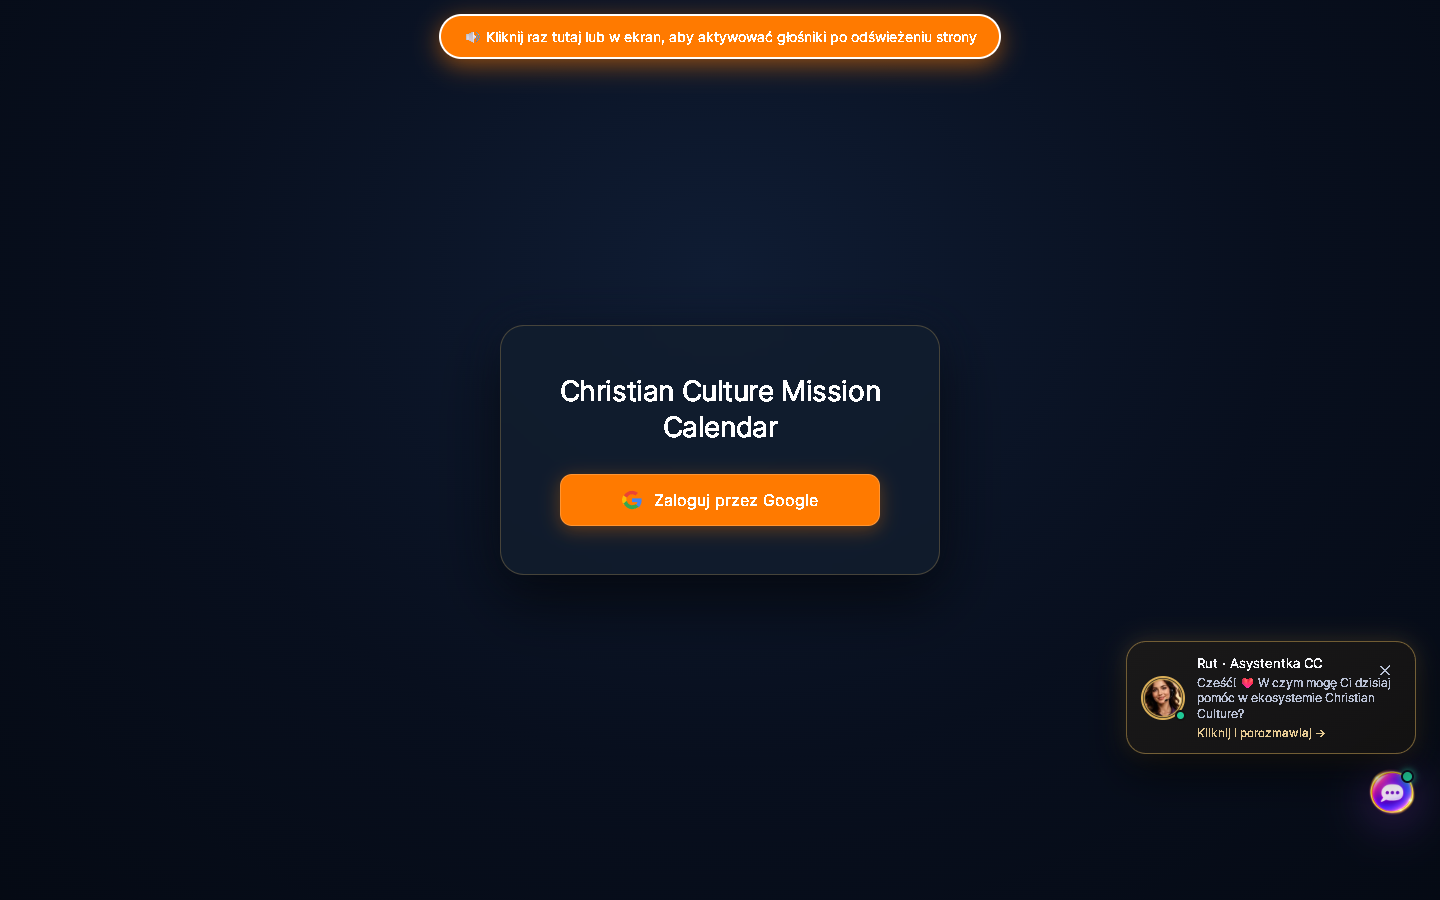 Kliknij raz tutaj lub w ekran, aby aktywować głośniki po odświeżeniu strony
Christian Culture Mission
Calendar
Zaloguj przez Google
Rut · Asystentka CC
Cześć! ❤️ W czym mogę Ci dzisiaj
pomóc w ekosystemie Christian
Culture?
Kliknij i porozmawiaj →